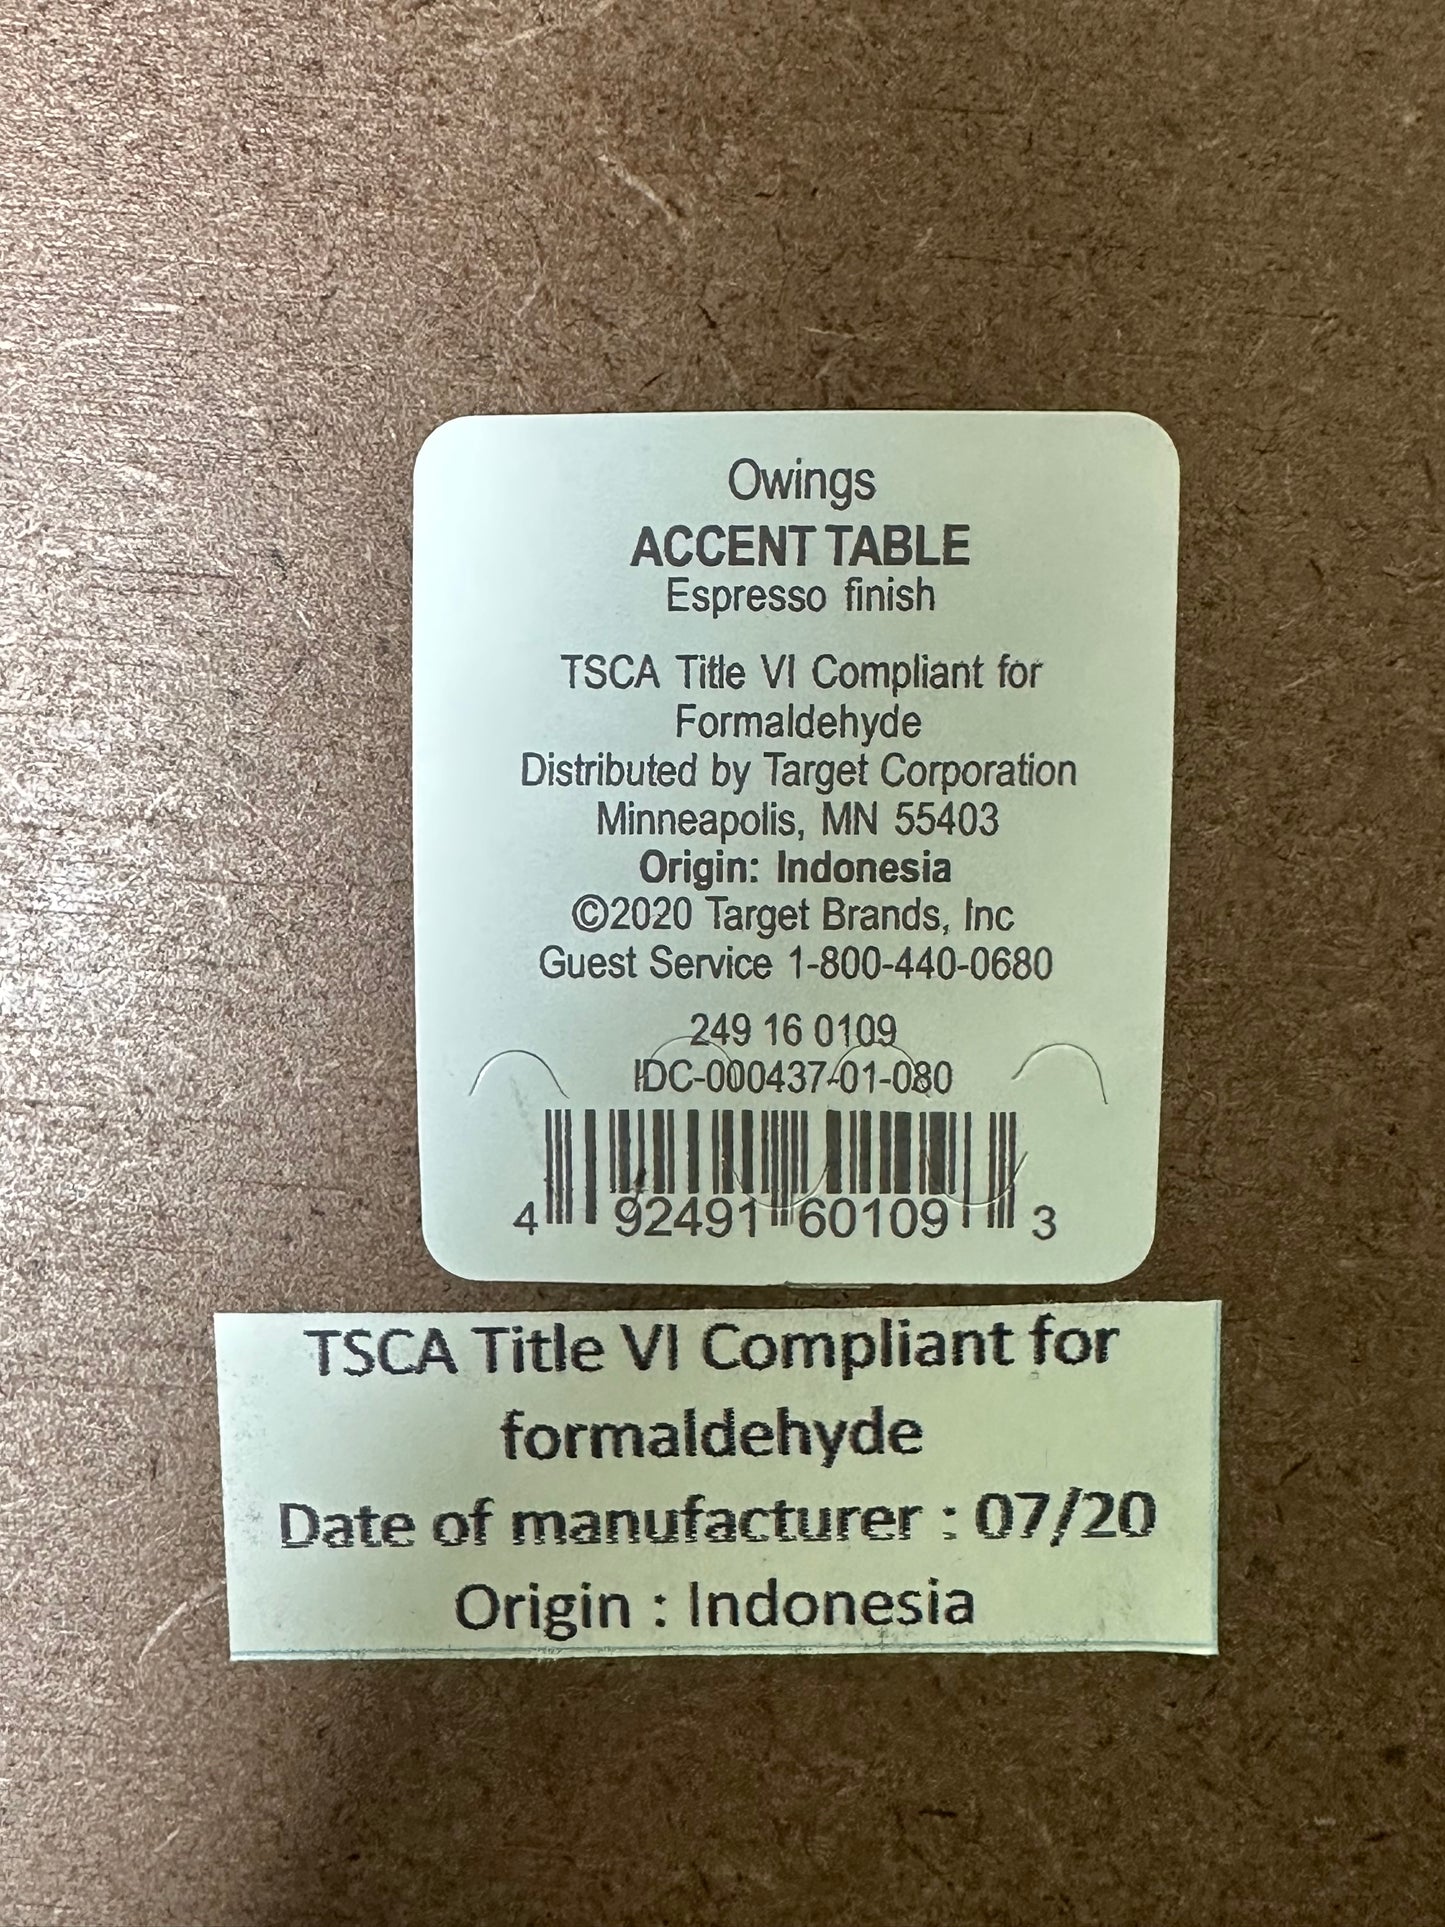 Owings
ACCENT TABLE
Espresso finish
TSCA Title VI Compliant for
Formaldehyde
Distributed by Target Corporation
Minneapolis, MN 55403
Origin: Indonesia
©2020 Target Brands, Inc
Guest Service 1-800-440-0680
249 16 0109
IDC-000437-01-080
4 92491 60109 3
TSCA Title VI Compliant for
formaldehyde
Date of manufacturer : 07/20
Origin : Indonesia